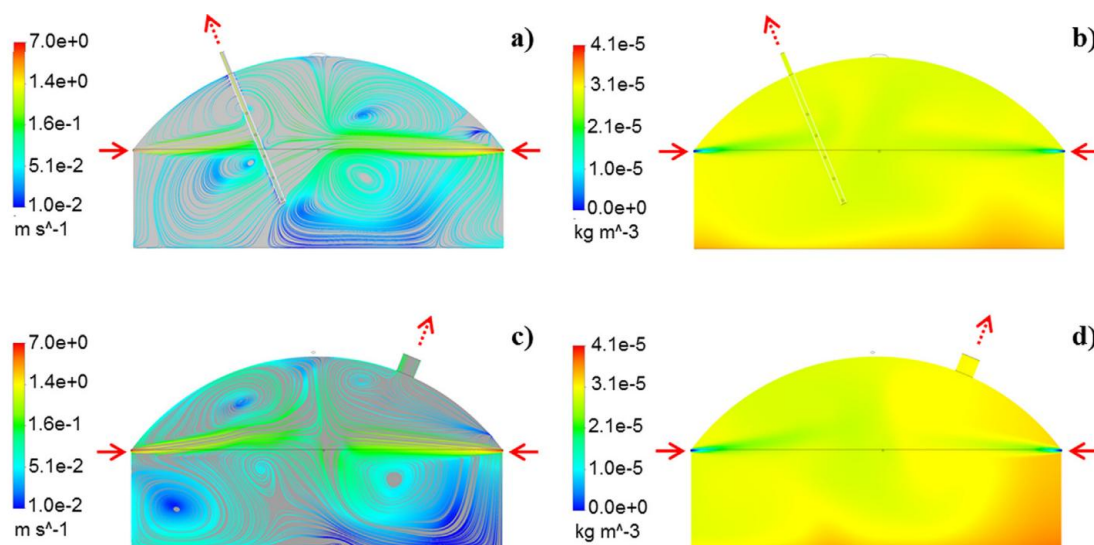 a)
7.0e+0
1.4e+0
1.6e-1
5.1e-2
1.0e-2
m s^-1
b)
4.1e-5
3.1e-5
2.1e-5
1.0e-5
0.0e+0
kg m^-3
c)
7.0e+0
1.4e+0
1.6e-1
5.1e-2
1.0e-2
m s^-1
d)
4.1e-5
3.1e-5
2.1e-5
1.0e-5
0.0e+0
kg m^-3